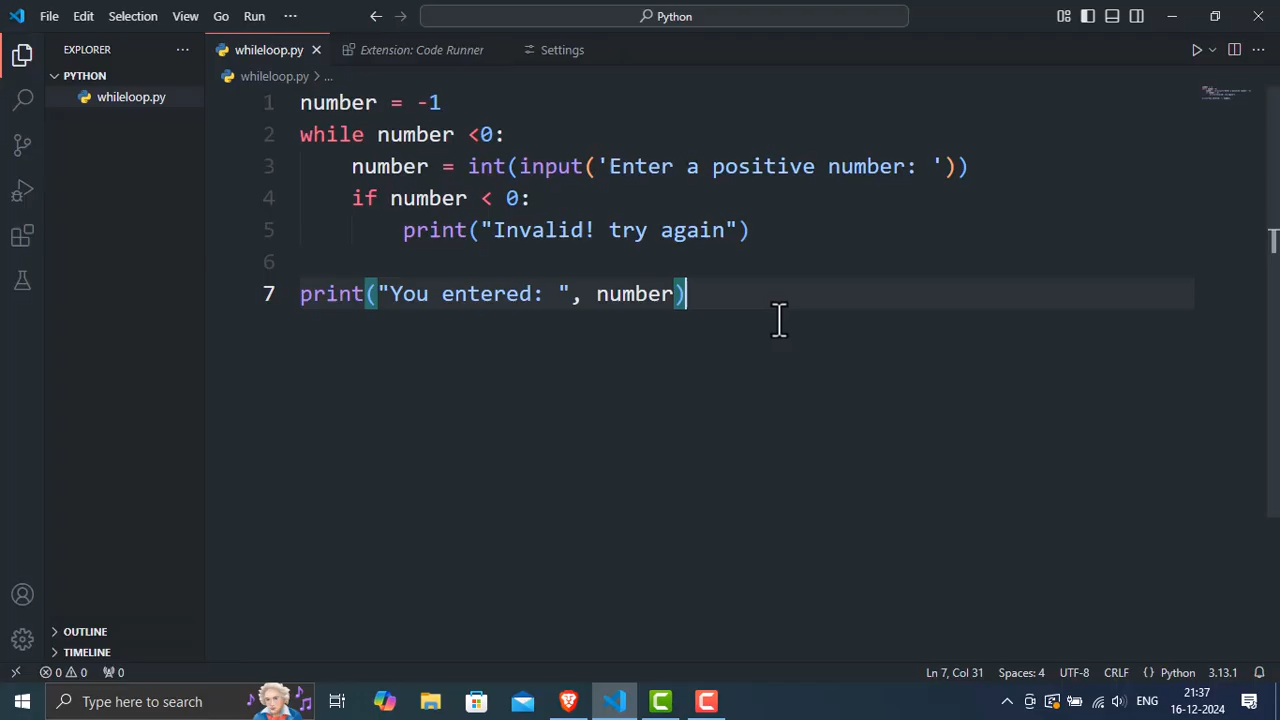 File Edit Selection View Go Run ··· Python
EXPLORER ··· whileloop.py Extension: Code Runner Settings ···
PYTHON
whileloop.py
whileloop.py > ...
1 number = -1
2 while number <0:
3 number = int(input('Enter a positive number: '))
4 if number < 0:
5 print("Invalid! try again")
6
7 print("You entered: ", number)
OUTLINE
TIMELINE
0 0 0 Ln 7, Col 31 Spaces: 4 UTF-8 CRLF {} Python 3.13.1
Type here to search ENG 21:37
16-12-2024